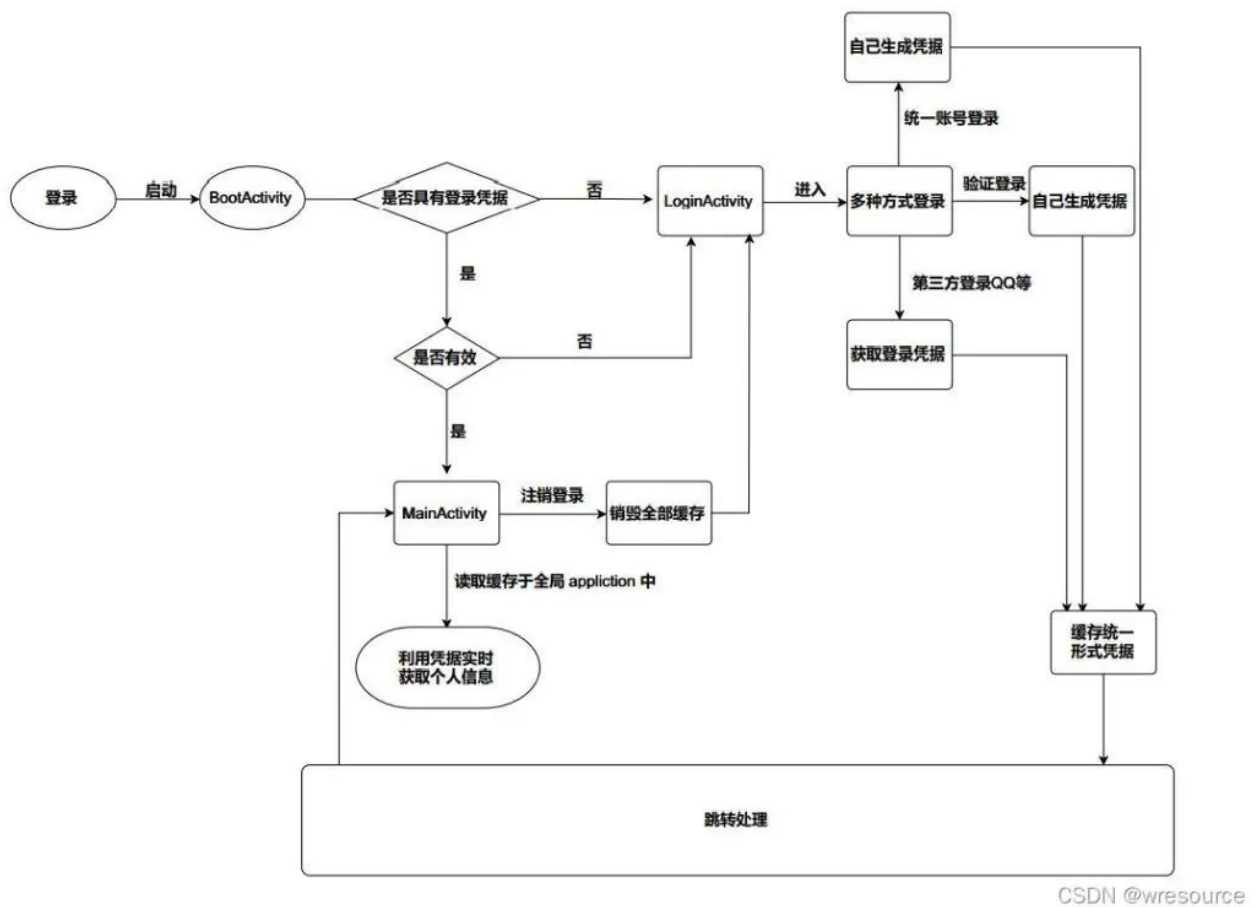 自己生成凭据
统一账号登录
登录
启动
BootActivity
是否具有登录凭据
否
LoginActivity
进入
多种方式登录
验证登录
自己生成凭据
是
第三方登录QQ等
是否有效
否
获取登录凭据
是
MainActivity
注销登录
销毁全部缓存
读取缓存于全局 appliction 中
利用凭据实时
获取个人信息
缓存统一
形式凭据
跳转处理
CSDN @wresource